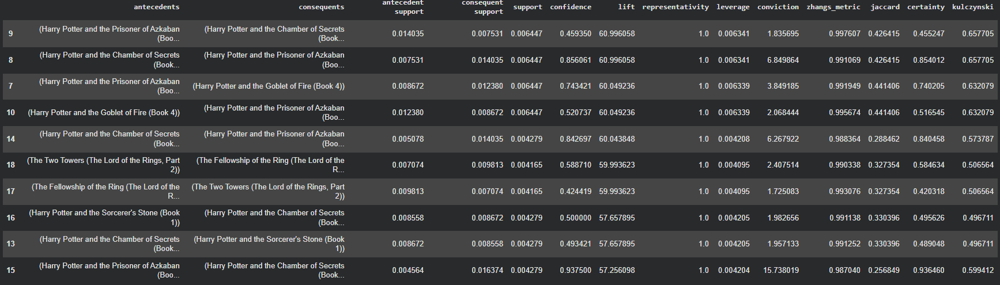 antecedents consequents antecedent support consequent support support confidence lift representativity leverage conviction zhangs_metric jaccard certainty kulczynski
9 (Harry Potter and the Prisoner of Azkaban (Boo... (Harry Potter and the Chamber of Secrets (Book... 0.014035 0.007531 0.006447 0.459350 60.996058 1.0 0.006341 1.835695 0.997607 0.426415 0.455247 0.657705
8 (Harry Potter and the Chamber of Secrets (Book... (Harry Potter and the Prisoner of Azkaban (Boo... 0.007531 0.014035 0.006447 0.856061 60.996058 1.0 0.006341 6.849864 0.991069 0.426415 0.854012 0.657705
7 (Harry Potter and the Prisoner of Azkaban (Boo... (Harry Potter and the Goblet of Fire (Book 4)) 0.008672 0.012380 0.006447 0.743421 60.049236 1.0 0.006339 3.849185 0.991949 0.441406 0.740205 0.632079
10 (Harry Potter and the Goblet of Fire (Book 4)) (Harry Potter and the Prisoner of Azkaban (Boo... 0.012380 0.008672 0.006447 0.520737 60.049236 1.0 0.006339 2.068444 0.995674 0.441406 0.516545 0.632079
14 (Harry Potter and the Chamber of Secrets (Book... (Harry Potter and the Prisoner of Azkaban (Boo... 0.005078 0.014035 0.004279 0.842697 60.043848 1.0 0.004208 6.267922 0.988364 0.288462 0.840458 0.573787
18 (The Two Towers (The Lord of the Rings, Part 2)) (The Fellowship of the Ring (The Lord of the R... 0.007074 0.009813 0.004165 0.588710 59.993623 1.0 0.004095 2.407514 0.990338 0.327354 0.584634 0.506564
17 (The Fellowship of the Ring (The Lord of the R... (The Two Towers (The Lord of the Rings, Part 2)) 0.009813 0.007074 0.004165 0.424419 59.993623 1.0 0.004095 1.725083 0.993076 0.327354 0.420318 0.506564
16 (Harry Potter and the Sorcerer's Stone (Book 1)) (Harry Potter and the Chamber of Secrets (Book... 0.008558 0.008672 0.004279 0.500000 57.657895 1.0 0.004205 1.982656 0.991138 0.330396 0.495626 0.496711
13 (Harry Potter and the Chamber of Secrets (Book... (Harry Potter and the Sorcerer's Stone (Book 1)) 0.008672 0.008558 0.004279 0.493421 57.657895 1.0 0.004205 1.957133 0.991252 0.330396 0.489048 0.496711
15 (Harry Potter and the Prisoner of Azkaban (Boo... (Harry Potter and the Chamber of Secrets (Book... 0.004564 0.016374 0.004279 0.937500 57.256098 1.0 0.004204 15.738019 0.987040 0.256849 0.936460 0.599412